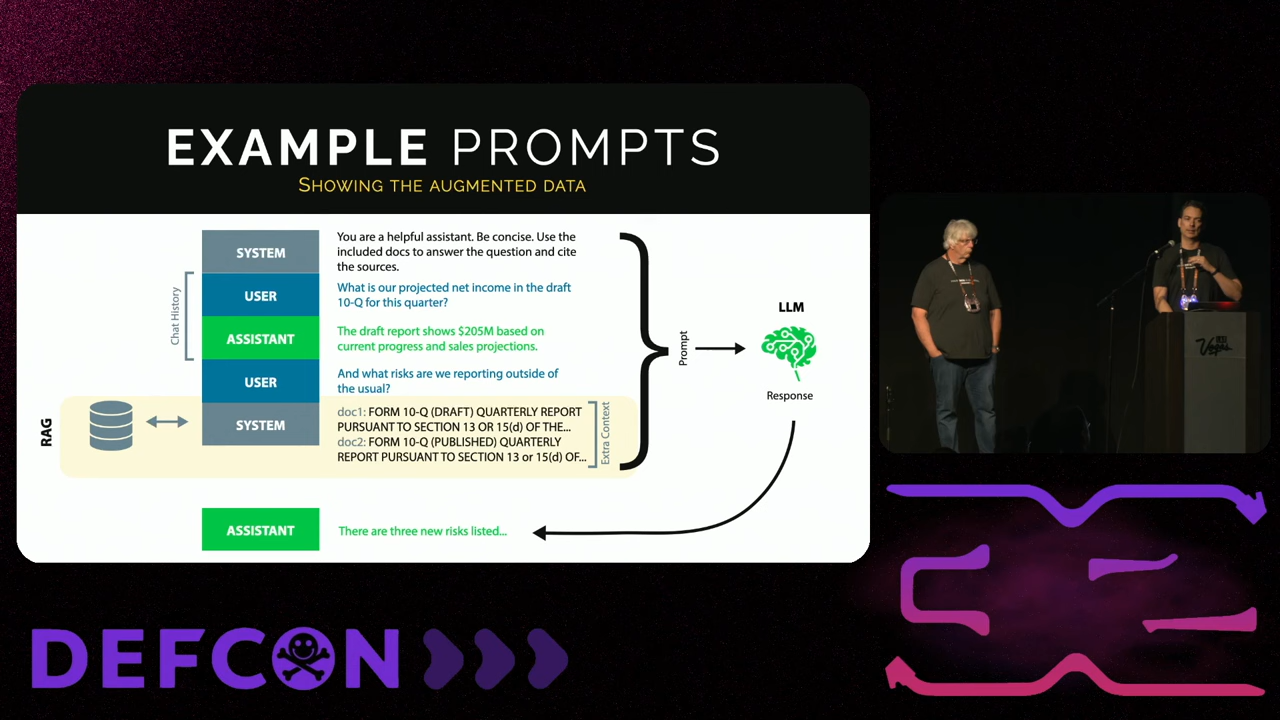 EXAMPLE PROMPTS
SHOWING THE AUGMENTED DATA
SYSTEM
You are a helpful assistant. Be concise. Use the
included docs to answer the question and cite
the sources.
Chat History
USER
What is our projected net income in the draft
10-Q for this quarter?
ASSISTANT
The draft report shows $205M based on
current progress and sales projections.
USER
And what risks are we reporting outside of
the usual?
RAG
SYSTEM
doc1: FORM 10-Q (DRAFT) QUARTERLY REPORT
PURSUANT TO SECTION 13 OR 15(d) OF THE...
doc2: FORM 10-Q (PUBLISHED) QUARTERLY
REPORT PURSUANT TO SECTION 13 or 15(d) OF...
Extra Context
Prompt
LLM
Response
ASSISTANT
There are three new risks listed...
DEFCON